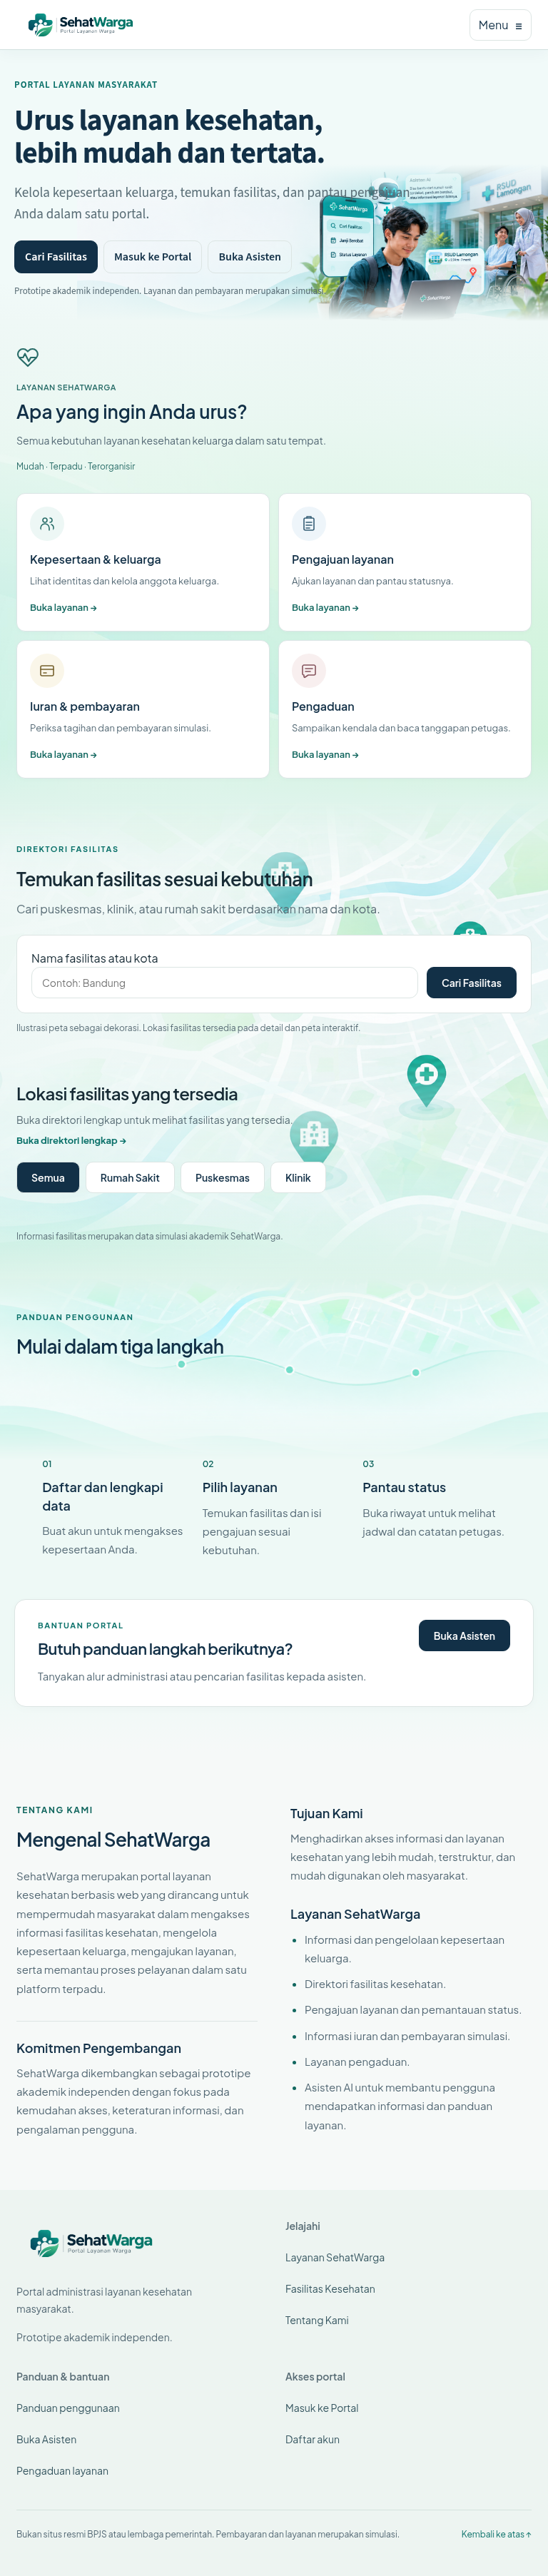 SehatWarga
Portal Layanan Warga
Menu ≡
PORTAL LAYANAN MASYARAKAT
Urus layanan kesehatan,
lebih mudah dan tertata.
Kelola kepesertaan keluarga, temukan fasilitas, dan pantau pengajuan
Anda dalam satu portal.
Cari Fasilitas
Masuk ke Portal
Buka Asisten
Prototipe akademik independen. Layanan dan pembayaran merupakan simulasi.
SehatWarga
Cari Fasilitas
Janji Berobat
Status Layanan
RSUD
Lamongan
RSUD Lamongan
SehatWarga
LAYANAN SEHATWARGA
Apa yang ingin Anda urus?
Semua kebutuhan layanan kesehatan keluarga dalam satu tempat.
Mudah · Terpadu · Terorganisir
Kepesertaan & keluarga
Lihat identitas dan kelola anggota keluarga.
Buka layanan →
Pengajuan layanan
Ajukan layanan dan pantau statusnya.
Buka layanan →
Iuran & pembayaran
Periksa tagihan dan pembayaran simulasi.
Buka layanan →
Pengaduan
Sampaikan kendala dan baca tanggapan petugas.
Buka layanan →
DIREKTORI FASILITAS
Temukan fasilitas sesuai kebutuhan
Cari puskesmas, klinik, atau rumah sakit berdasarkan nama dan kota.
Nama fasilitas atau kota
Contoh: Bandung
Cari Fasilitas
Ilustrasi peta sebagai dekorasi. Lokasi fasilitas tersedia pada detail dan peta interaktif.
Lokasi fasilitas yang tersedia
Buka direktori lengkap untuk melihat fasilitas yang tersedia.
Buka direktori lengkap →
Semua
Rumah Sakit
Puskesmas
Klinik
Informasi fasilitas merupakan data simulasi akademik SehatWarga.
PANDUAN PENGGUNAAN
Mulai dalam tiga langkah
01
Daftar dan lengkapi
data
Buat akun untuk mengakses
kepesertaan Anda.
02
Pilih layanan
Temukan fasilitas dan isi
pengajuan sesuai
kebutuhan.
03
Pantau status
Buka riwayat untuk melihat
jadwal dan catatan petugas.
BANTUAN PORTAL
Butuh panduan langkah berikutnya?
Tanyakan alur administrasi atau pencarian fasilitas kepada asisten.
Buka Asisten
TENTANG KAMI
Mengenal SehatWarga
SehatWarga merupakan portal layanan
kesehatan berbasis web yang dirancang untuk
mempermudah masyarakat dalam mengakses
informasi fasilitas kesehatan, mengelola
kepesertaan keluarga, mengajukan layanan,
serta memantau proses pelayanan dalam satu
platform terpadu.
Komitmen Pengembangan
SehatWarga dikembangkan sebagai prototipe
akademik independen dengan fokus pada
kemudahan akses, keteraturan informasi, dan
pengalaman pengguna.
Tujuan Kami
Menghadirkan akses informasi dan layanan
kesehatan yang lebih mudah, terstruktur, dan
mudah digunakan oleh masyarakat.
Layanan SehatWarga
• Informasi dan pengelolaan kepesertaan
keluarga.
• Direktori fasilitas kesehatan.
• Pengajuan layanan dan pemantauan status.
• Informasi iuran dan pembayaran simulasi.
• Layanan pengaduan.
• Asisten AI untuk membantu pengguna
mendapatkan informasi dan panduan
layanan.
SehatWarga
Portal Layanan Warga
Portal administrasi layanan kesehatan
masyarakat.
Prototipe akademik independen.
Jelajahi
Layanan SehatWarga
Fasilitas Kesehatan
Tentang Kami
Panduan & bantuan
Panduan penggunaan
Buka Asisten
Pengaduan layanan
Akses portal
Masuk ke Portal
Daftar akun
Bukan situs resmi BPJS atau lembaga pemerintah. Pembayaran dan layanan merupakan simulasi.
Kembali ke atas ↑